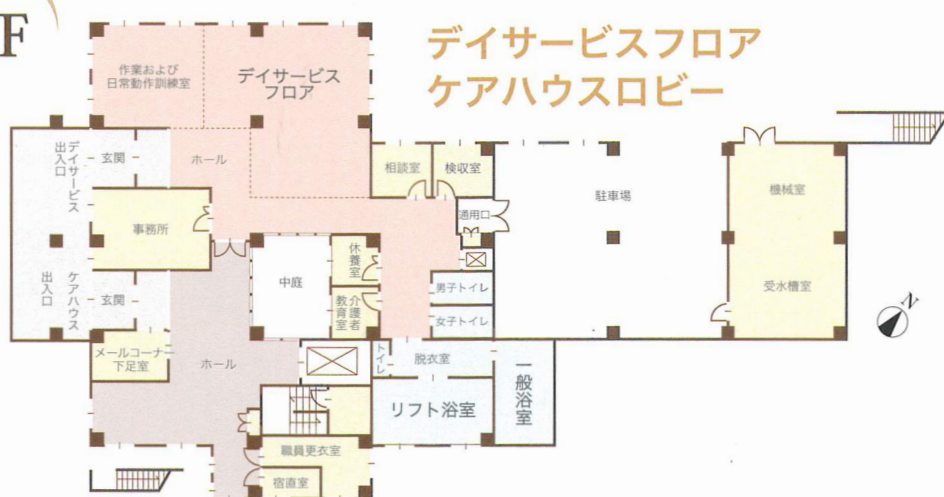 F
デイサービスフロア
ケアハウスロビー
作業および
日常動作訓練室
デイサービス
フロア
デイサービス
出入口
玄関
ホール
相談室
検収室
駐車場
機械室
通用口
事務所
休養室
中庭
男子トイレ
受水槽室
ケアハウス
出入口
玄関
介護者
教育室
女子トイレ
N
メールコーナー
下足室
ホール
トイレ
脱衣室
一般浴室
リフト浴室
職員更衣室
宿直室